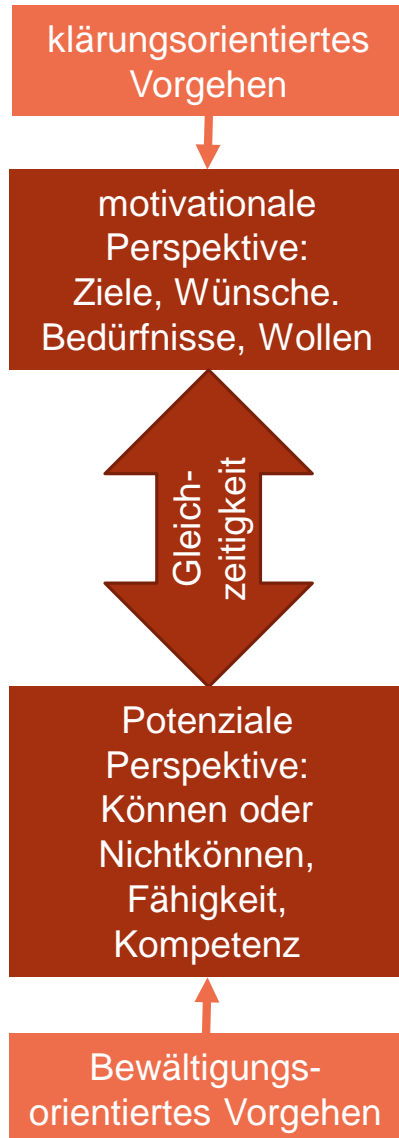 klärungsorientiertes
Vorgehen
motivationale
Perspektive:
Ziele, Wünsche.
Bedürfnisse, Wollen
Gleich-
zeitigkeit
Potenziale
Perspektive:
Können oder
Nichtkönnen,
Fähigkeit,
Kompetenz
Bewältigungs-
orientiertes Vorgehen